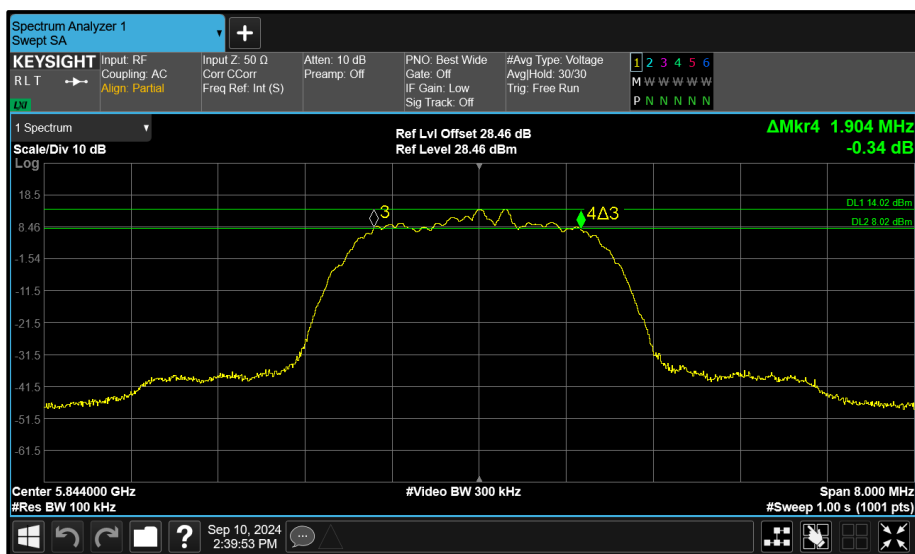 Spectrum Analyzer 1
Swept SA
KEYSIGHT
R L T
LXI
Input: RF
Coupling: AC
Align: Partial
Input Z: 50 Ω
Corr CCorr
Freq Ref: Int (S)
Atten: 10 dB
Preamp: Off
PNO: Best Wide
Gate: Off
IF Gain: Low
Sig Track: Off
#Avg Type: Voltage
Avg|Hold: 30/30
Trig: Free Run
1 2 3 4 5 6
M W W W W W
P N N N N N
1 Spectrum
Scale/Div 10 dB
Ref Lvl Offset 28.46 dB
Ref Level 28.46 dBm
ΔMkr4 1.904 MHz
-0.34 dB
Log
18.5
8.46
-1.54
-11.5
-21.5
-31.5
-41.5
-51.5
-61.5
3
4Δ3
DL1 14.02 dBm
DL2 8.02 dBm
Center 5.844000 GHz
#Res BW 100 kHz
#Video BW 300 kHz
Span 8.000 MHz
#Sweep 1.00 s (1001 pts)
?
Sep 10, 2024
2:39:53 PM